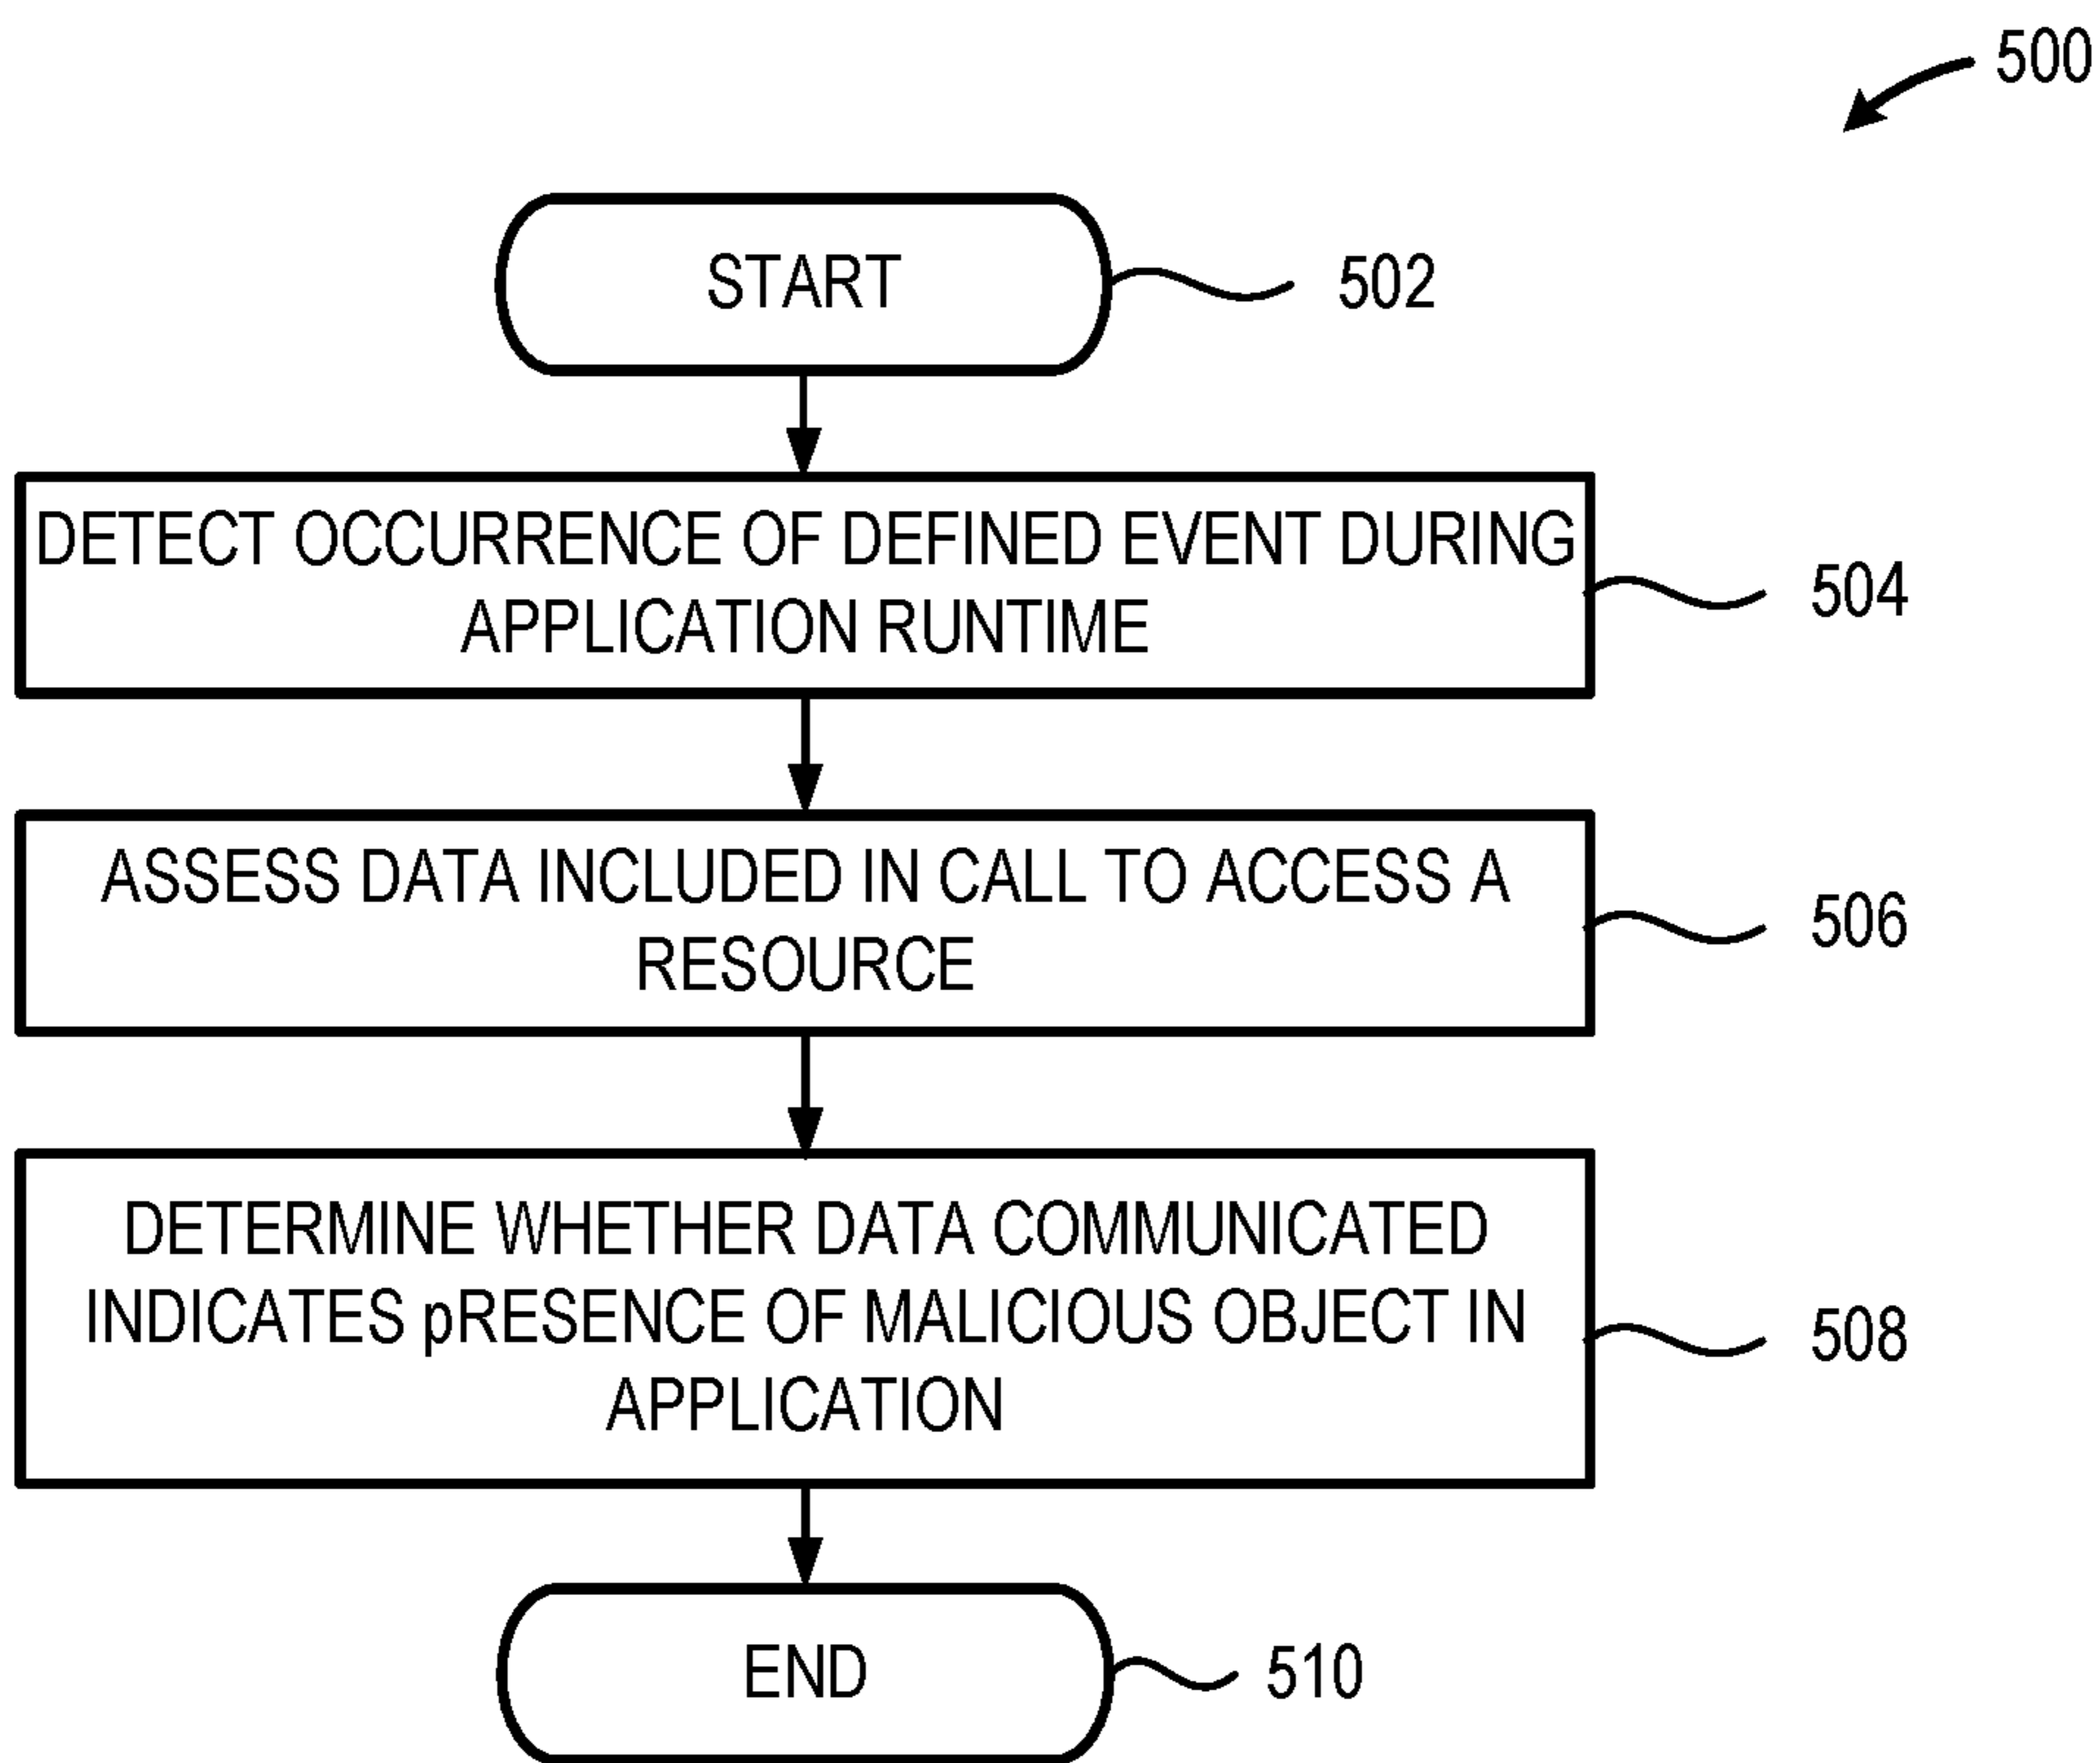 500
START
502
DETECT OCCURRENCE OF DEFINED EVENT DURING
APPLICATION RUNTIME
504
ASSESS DATA INCLUDED IN CALL TO ACCESS A
RESOURCE
506
DETERMINE WHETHER DATA COMMUNICATED
INDICATES pRESENCE OF MALICIOUS OBJECT IN
APPLICATION
508
END
510